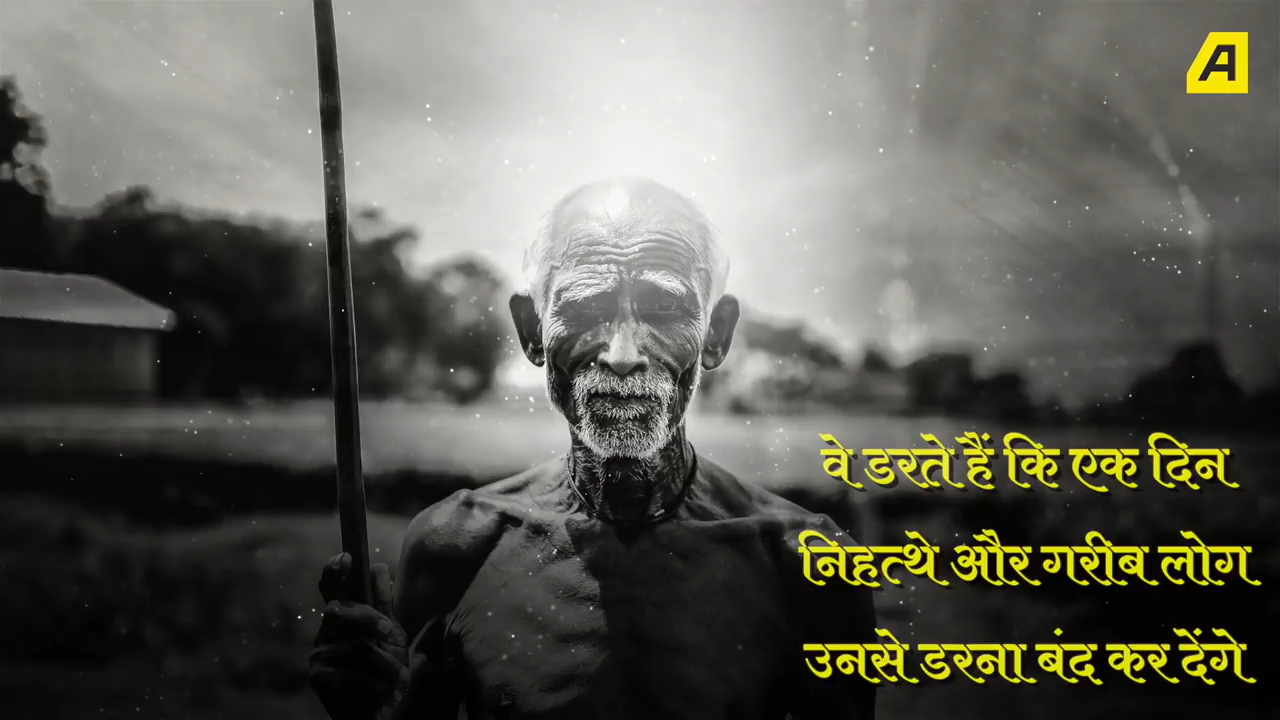 A
वे डरते हैं कि एक दिन
निहत्थे और गरीब लोग
उनसे डरना बंद कर देंगे